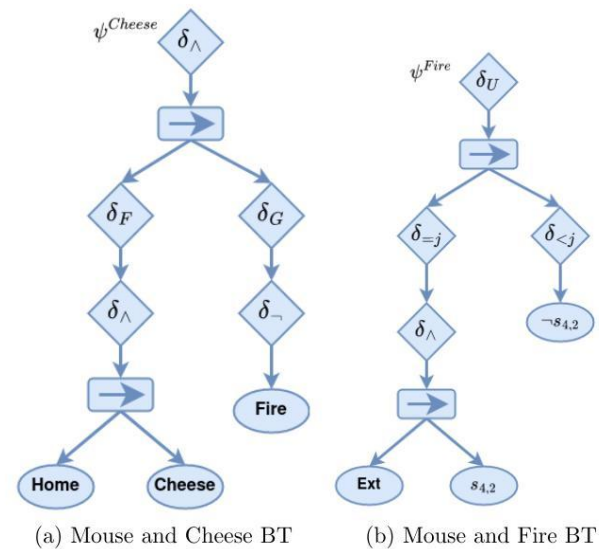 ψ^Cheese
δ∧
δF
δG
δ∧
δ¬
Fire
Home
Cheese
(a) Mouse and Cheese BT
ψ^Fire
δU
δ=j
δ<j
δ∧
¬s4,2
Ext
s4,2
(b) Mouse and Fire BT